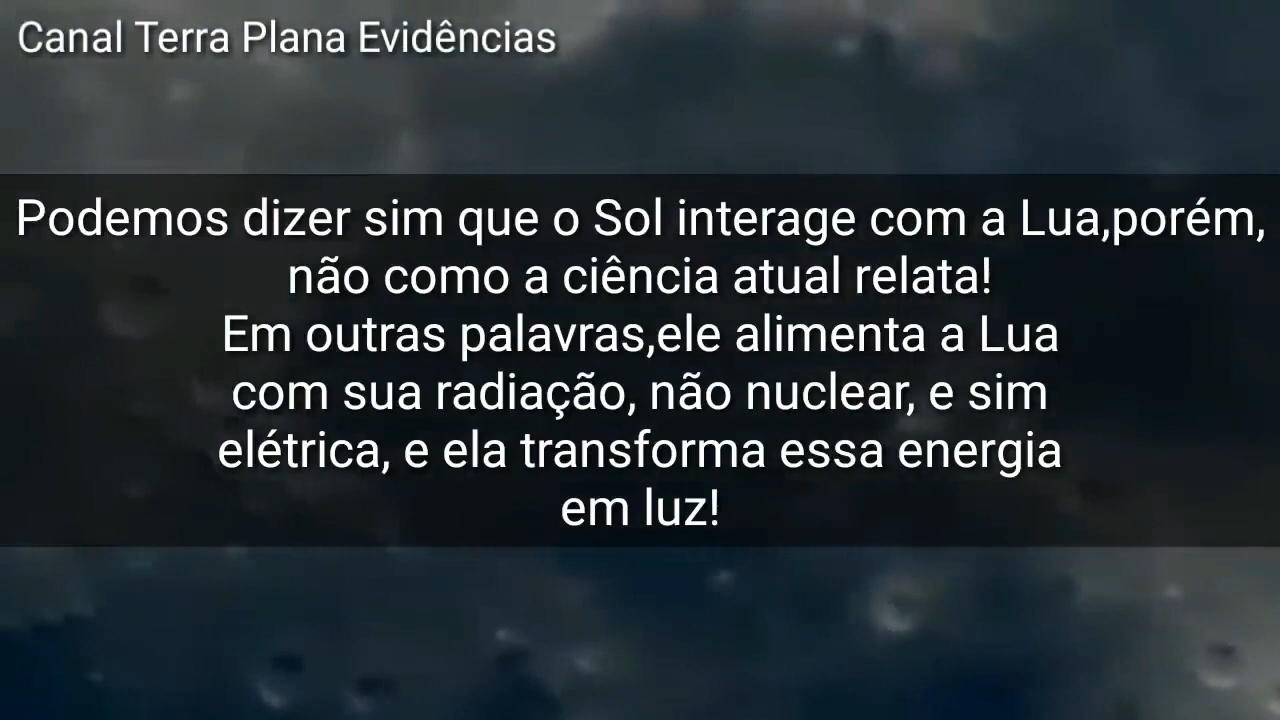 Canal Terra Plana Evidências
Podemos dizer sim que o Sol interage com a Lua,porém,
não como a ciência atual relata!
Em outras palavras,ele alimenta a Lua
com sua radiação, não nuclear, e sim
elétrica, e ela transforma essa energia
em luz!